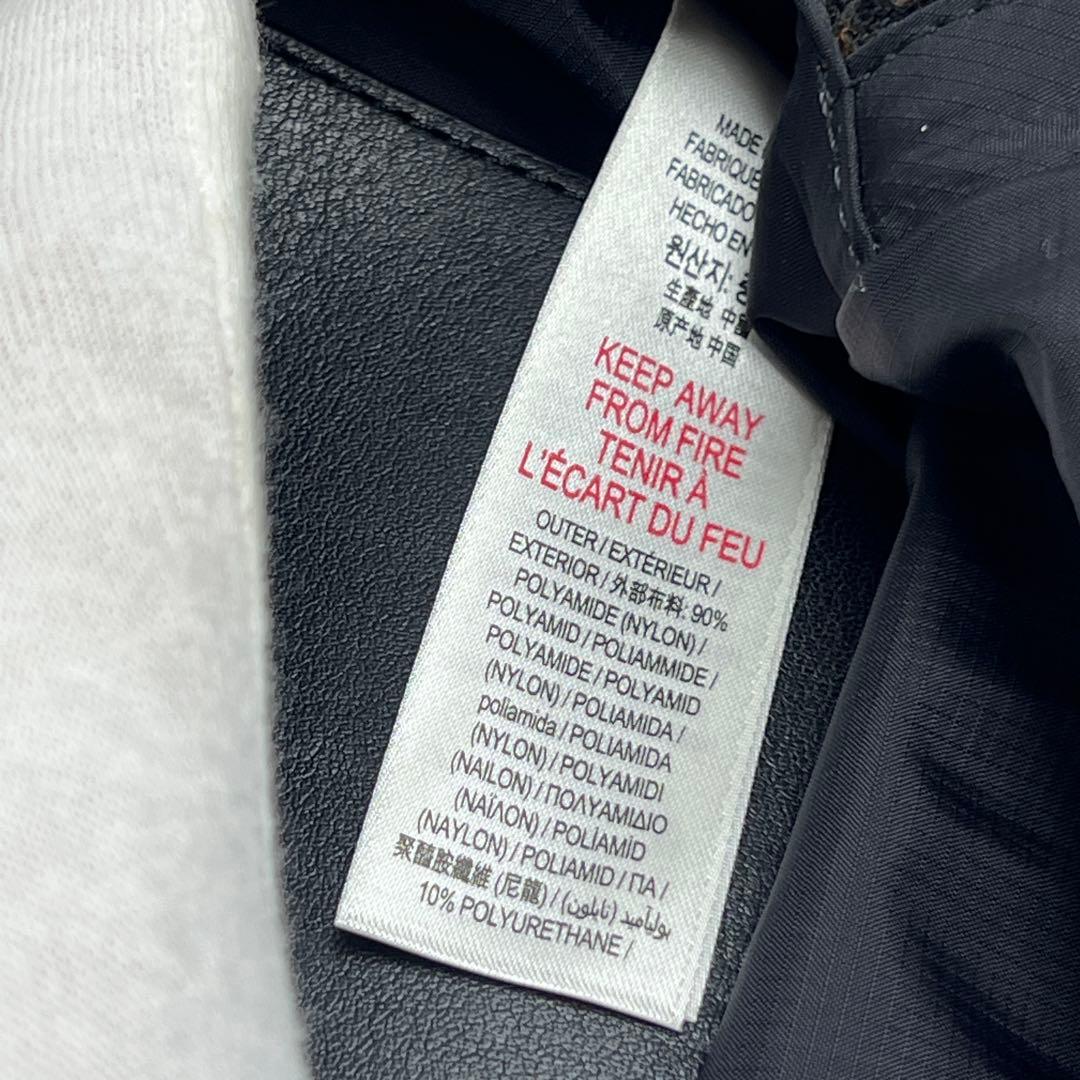 MADE
FABRIQUE
FABRICADO
HECHO EN
원산지:
生產地 中國
原产地 中国
KEEP AWAY
FROM FIRE
TENIR À
L'ÉCART DU FEU
OUTER / EXTÉRIEUR /
EXTERIOR / 外部布料: 90%
POLYAMIDE (NYLON) /
POLYAMID / POLIAMMIDE /
POLYAMIDE / POLYAMID
(NYLON) / POLIAMIDA /
poliamida / POLIAMIDA
(NYLON) / POLYAMIDI
(NAILON) / ΠΟΛΥΑΜΙΔΙΟ
(ΝΑΪΛΟΝ) / POLÍAMÍÐ
(NAYLON) / POLIAMID / ПА /
聚醯胺纖維 (尼龍) / بولياميد (نايلون) /
10% POLYURETHANE /